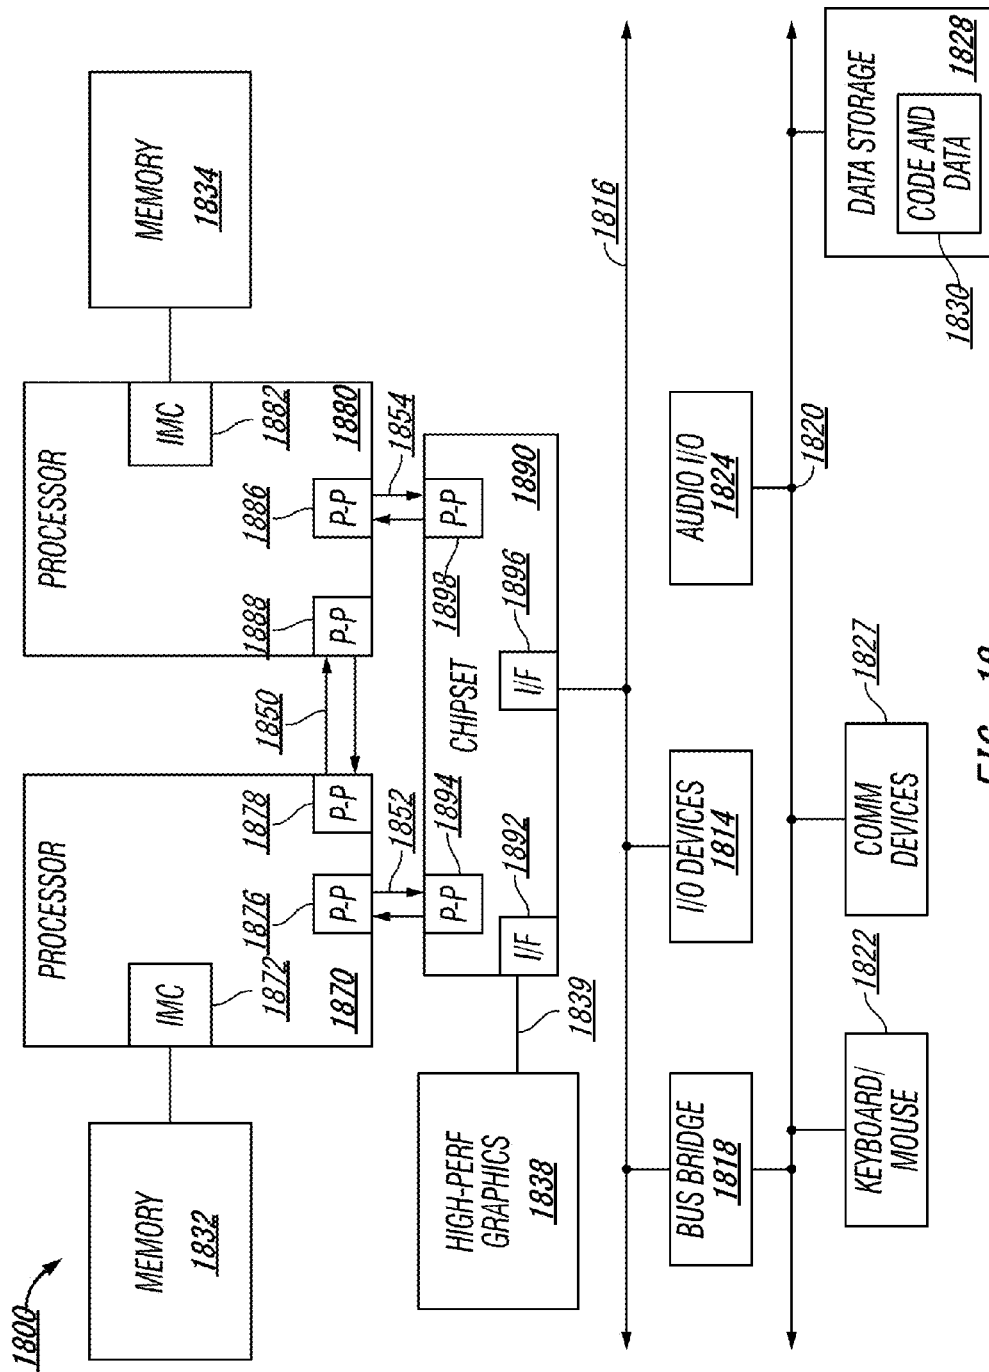 1800
MEMORY
1832
PROCESSOR
IMC
1872
1870
1876
P-P
1878
P-P
1850
PROCESSOR
1888
P-P
1886
P-P
IMC
1882
1880
MEMORY
1834
1852
1854
HIGH-PERF
GRAPHICS
1838
1839
P-P
1894
I/F
1892
CHIPSET
P-P
1898
I/F
1896
1890
1816
BUS BRIDGE
1818
I/O DEVICES
1814
AUDIO I/O
1824
1820
KEYBOARD/
MOUSE
1822
COMM
DEVICES
1827
DATA STORAGE
1828
CODE AND
DATA
1830